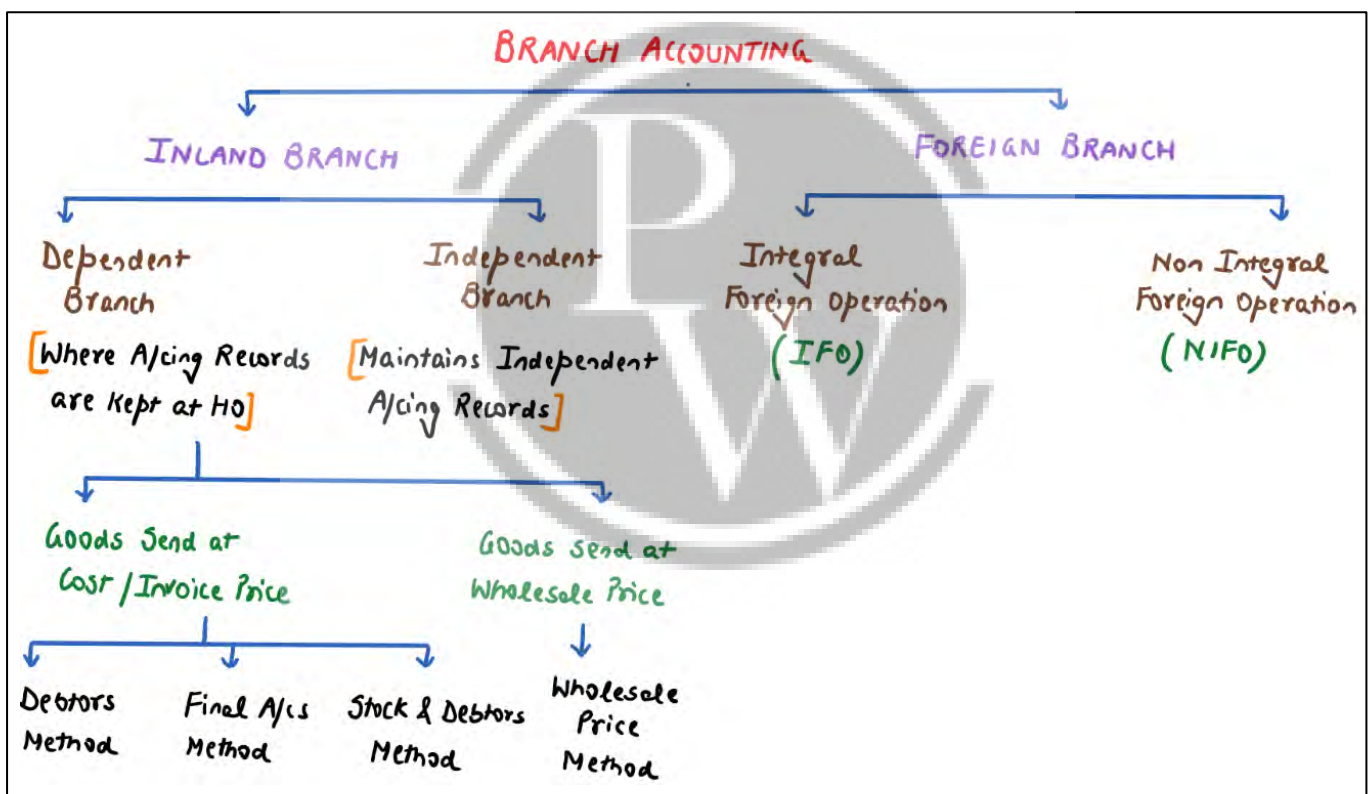 BRANCH ACCOUNTING
INLAND BRANCH
FOREIGN BRANCH
Dependent
Branch
[Where A/cing Records
are Kept at HO]
Independent
Branch
[Maintains Independent
A/cing Records]
Integral
Foreign Operation
(IFO)
Non Integral
Foreign Operation
(NIFO)
Goods Send at
Cost / Invoice Price
Goods Send at
Wholesale Price
Debtors
Method
Final A/cs
Method
Stock & Debtors
Method
Wholesale
Price
Method
PW